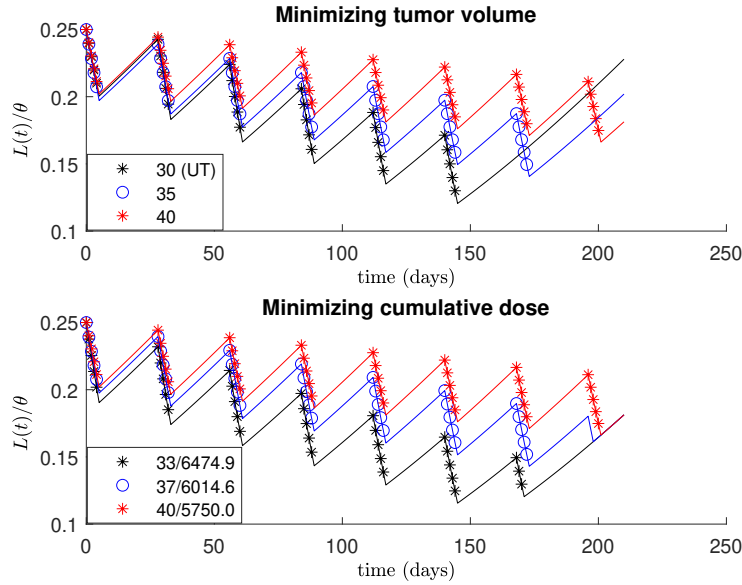 Minimizing tumor volume
0.25
0.2
0.15
0.1
L(t)/θ
30 (UT)
35
40
0 50 100 150 200 250
time (days)
Minimizing cumulative dose
0.25
0.2
0.15
0.1
L(t)/θ
33/6474.9
37/6014.6
40/5750.0
0 50 100 150 200 250
time (days)